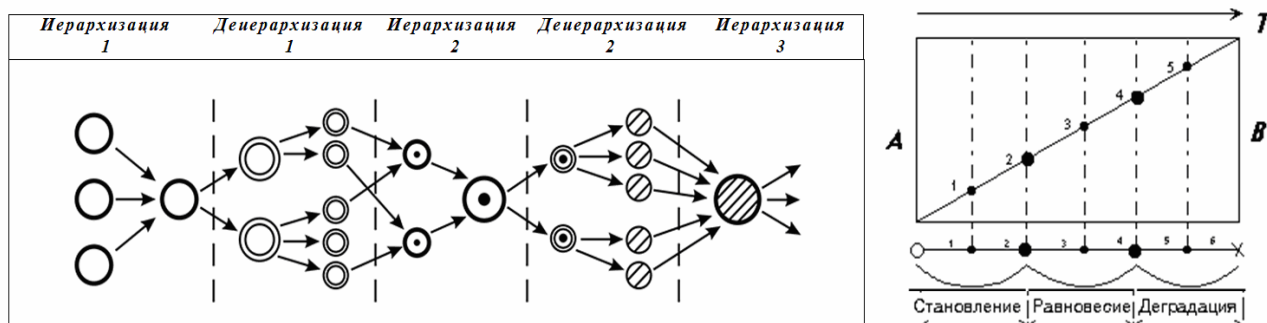 Иерархизация
1
Деиерархизация
1
Иерархизация
2
Деиерархизация
2
Иерархизация
3
Т
5
4
3
А
В
2
1
1 2 3 4 5 6
Становление Равновесие Деградация